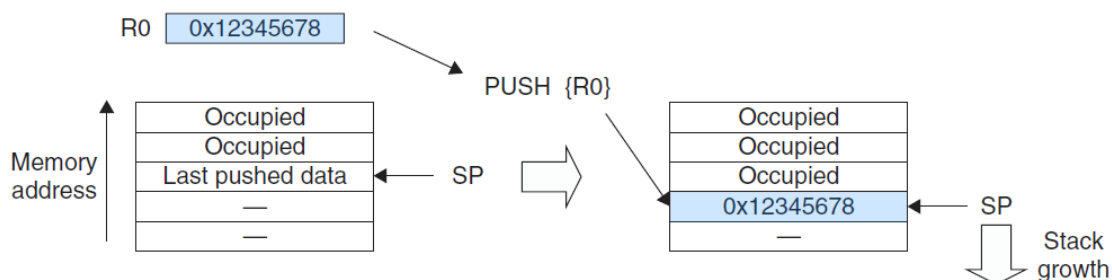 R0 0x12345678
PUSH {R0}
Memory
address
Occupied
Occupied
Last pushed data
—
—
SP
Occupied
Occupied
Occupied
0x12345678
—
SP
Stack
growth